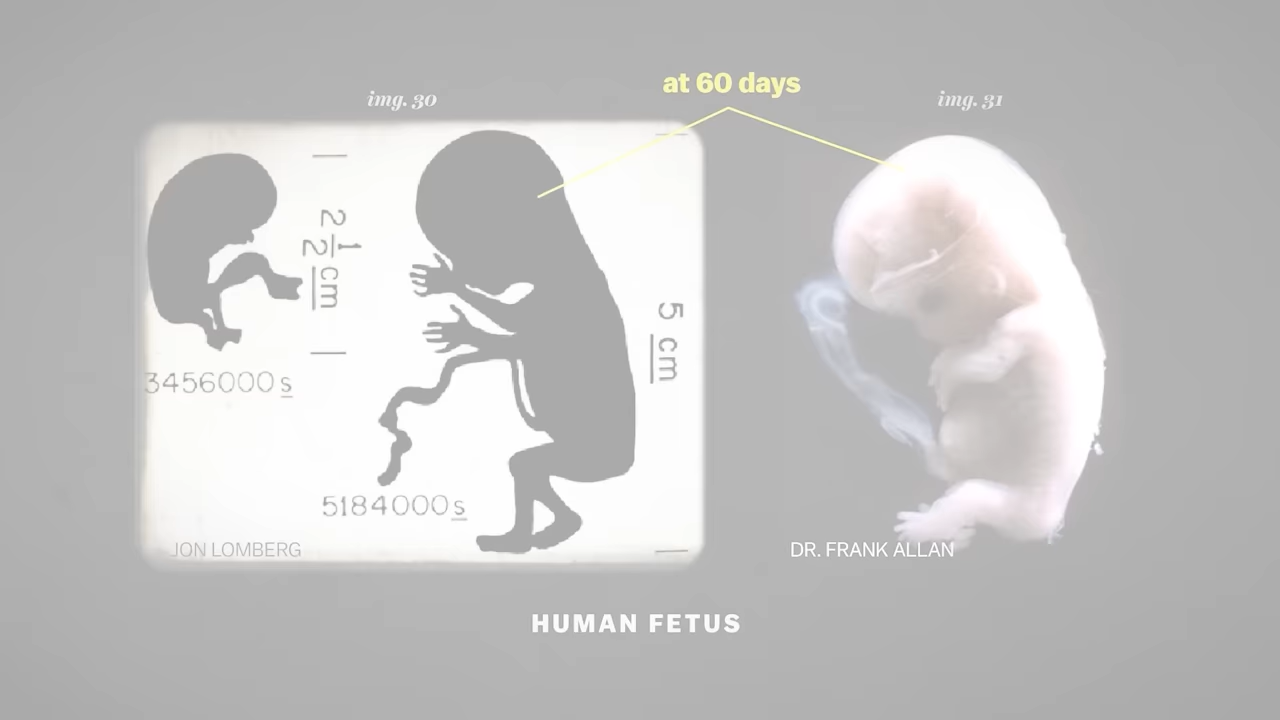 at 60 days
img. 30
img. 31
2 1/2 cm
5 cm
3456000 s
5184000 s
JON LOMBERG
DR. FRANK ALLAN
HUMAN FETUS